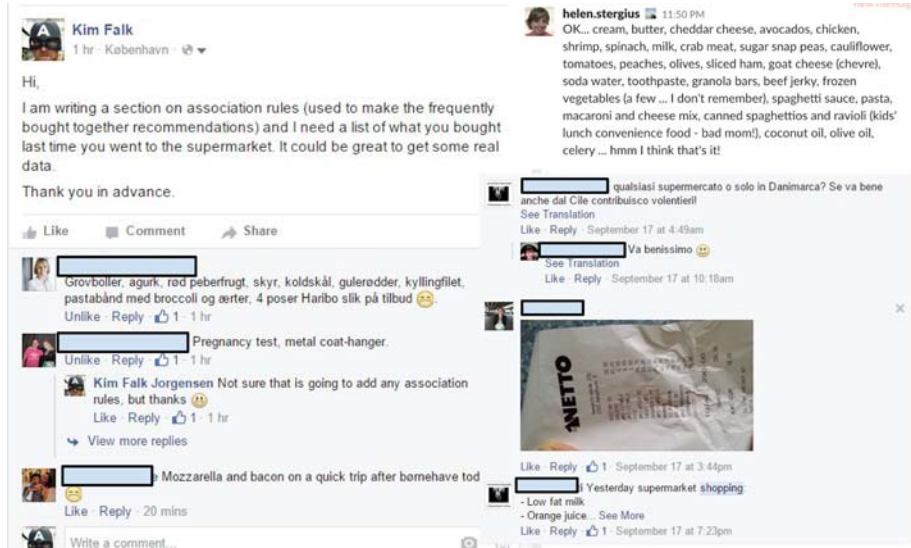 Kim Falk
1 hr · København ·
Hi,
I am writing a section on association rules (used to make the frequently
bought together recommendations) and I need a list of what you bought
last time you went to the supermarket. It could be great to get some real
data.
Thank you in advance.
Like Comment Share
Grovboller, agurk, rød peberfrugt, skyr, koldskål, gulerødder, kyllingfilet,
pastabånd med broccoli og ærter, 4 poser Haribo slik på tilbud
Unlike · Reply · 1 · 1 hr
Pregnancy test, metal coat-hanger.
Unlike · Reply · 1 · 1 hr
Kim Falk Jorgensen Not sure that is going to add any association
rules, but thanks
Like · Reply · 1 · 1 hr
View more replies
Mozzarella and bacon on a quick trip after børnehave tod
Like · Reply · 20 mins
Write a comment...
helen.stergius 11:50 PM
OK... cream, butter, cheddar cheese, avocados, chicken,
shrimp, spinach, milk, crab meat, sugar snap peas, cauliflower,
tomatoes, peaches, olives, sliced ham, goat cheese (chevre),
soda water, toothpaste, granola bars, beef jerky, frozen
vegetables (a few ... I don't remember), spaghetti sauce, pasta,
macaroni and cheese mix, canned spaghettios and ravioli (kids'
lunch convenience food - bad mom!), coconut oil, olive oil,
celery ... hmm I think that's it!
qualsiasi supermercato o solo in Danimarca? Se va bene
anche dal Cile contribuisco volentieri!
See Translation
Like · Reply · September 17 at 4:49am
Va benissimo
See Translation
Like · Reply · September 17 at 10:18am
NETTO
Like · Reply · 1 · September 17 at 3:44pm
Yesterday supermarket shopping:
- Low fat milk
- Orange juice... See More
Like · Reply · 1 · September 17 at 7:23pm